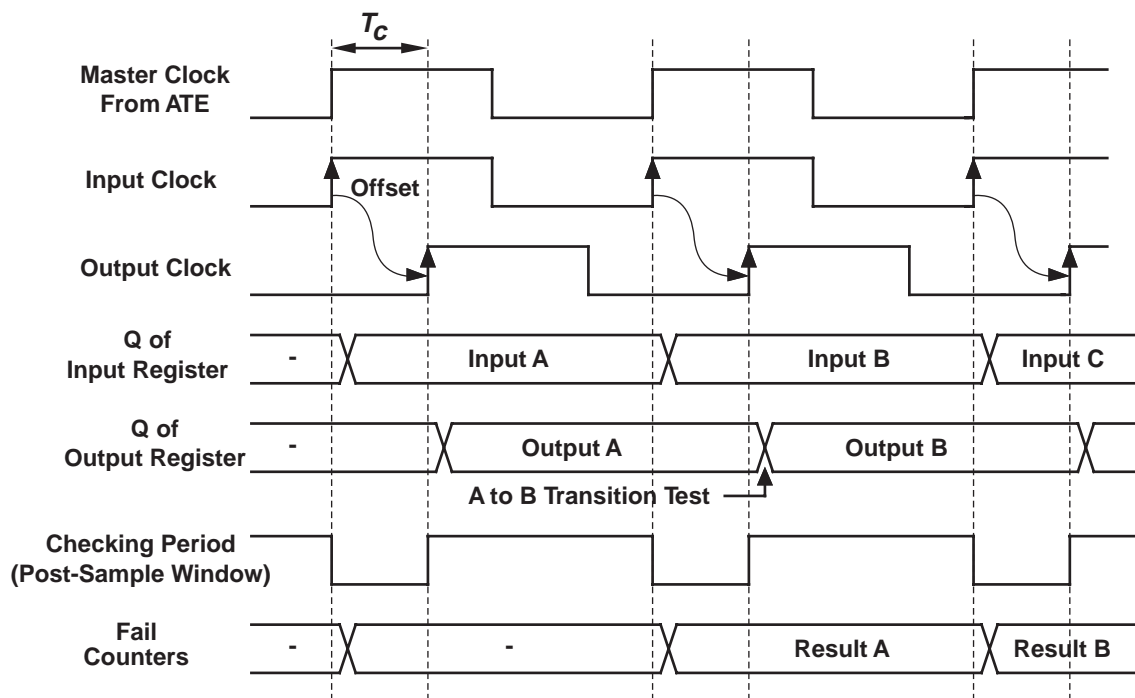 T_C
Master Clock
From ATE
Input Clock
Offset
Output Clock
Q of
Input Register
-
Input A
Input B
Input C
Q of
Output Register
-
Output A
Output B
A to B Transition Test
Checking Period
(Post-Sample Window)
Fail
Counters
-
-
Result A
Result B